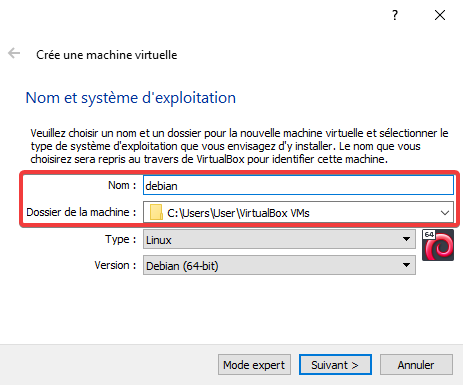 ?
Crée une machine virtuelle
Nom et système d'exploitation
Veuillez choisir un nom et un dossier pour la nouvelle machine virtuelle et sélectionner le
type de système d'exploitation que vous envisagez d'y installer. Le nom que vous
choisirez sera repris au travers de VirtualBox pour identifier cette machine.
Nom : debian
Dossier de la machine : C:\Users\User\VirtualBox VMs
Type : Linux
64
Version : Debian (64-bit)
Mode expert Suivant > Annuler